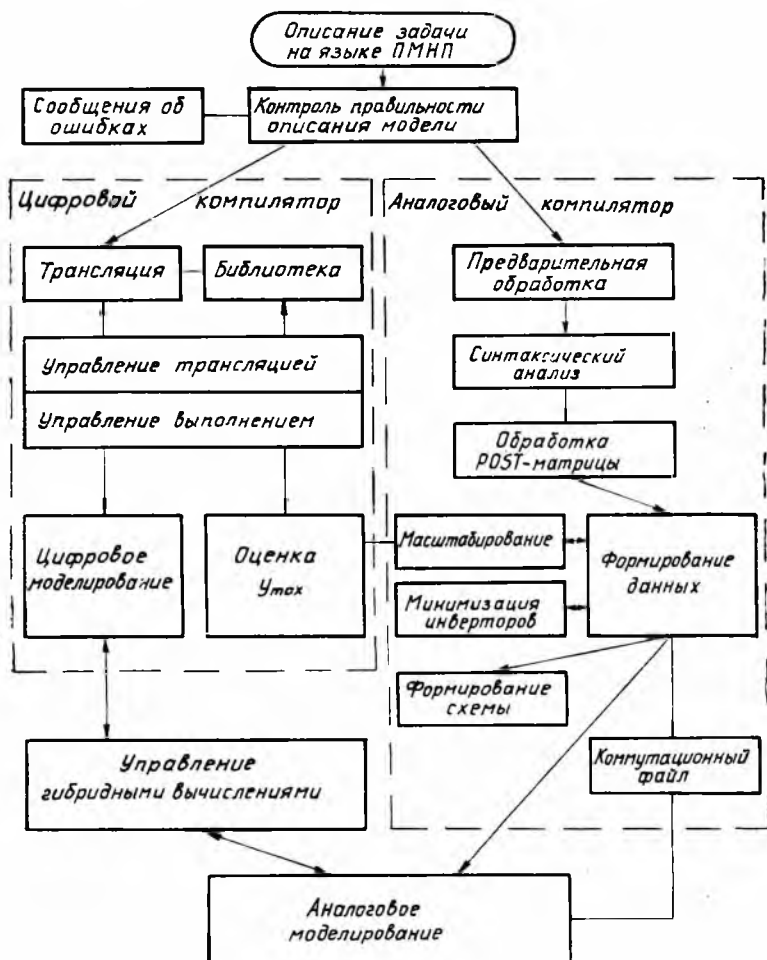 Описание задачи
на языке ПМНП
Сообщения об
ошибках
Контроль правильности
описания модели
Цифровой компилятор
Аналоговый компилятор
Трансляция
Библиотека
Предварительная
обработка
Управление трансляцией
Синтаксический
анализ
Управление выполнением
Обработка
POST-матрицы
Цифровое
моделирование
Оценка
Ymax
Масштабирование
Минимизация
инверторов
Формирование
данных
Формирование
схемы
Управление
гибридными вычислениями
Коммутационный
файл
Аналоговое
моделирование